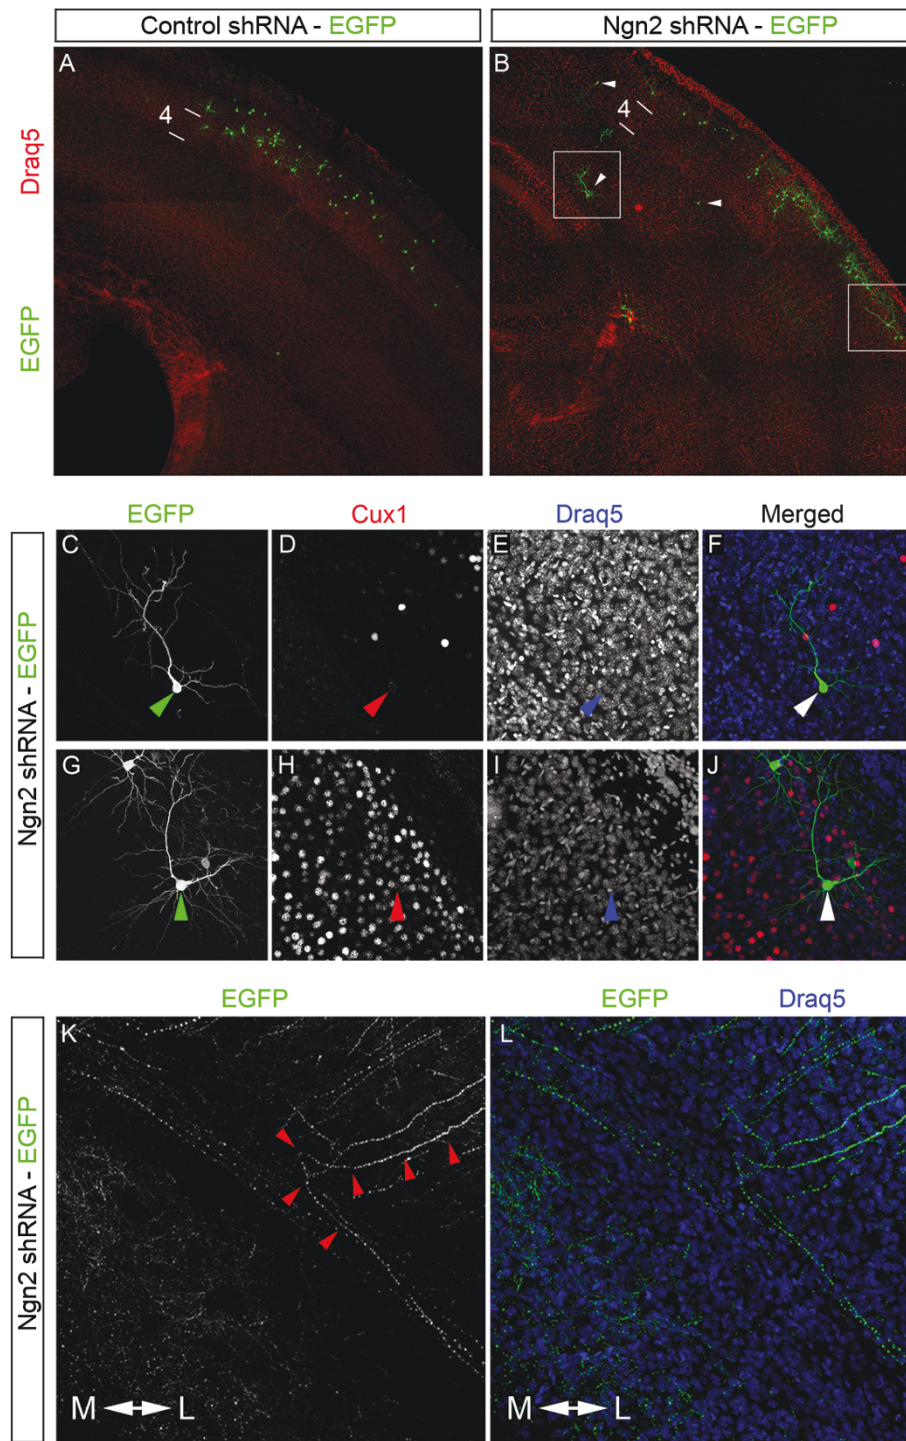 Control shRNA - EGFP
Ngn2 shRNA - EGFP
A
B
4
4
Draq5
EGFP
EGFP
Cux1
Draq5
Merged
Ngn2 shRNA - EGFP
C
D
E
F
G
H
I
J
EGFP
EGFP
Draq5
Ngn2 shRNA - EGFP
K
L
M
L
M
L